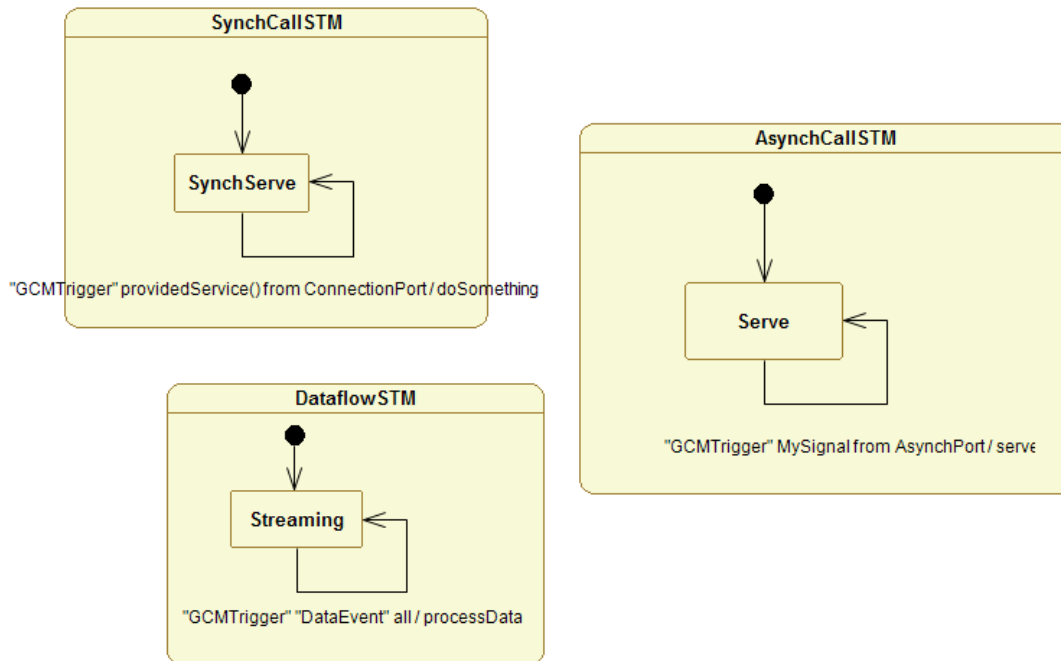 SynchCallSTM
SynchServe
"GCMTrigger" providedService() from ConnectionPort / doSomething
AsynchCallSTM
Serve
"GCMTrigger" MySignal from AsynchPort / serve
DataflowSTM
Streaming
"GCMTrigger" "DataEvent" all / processData